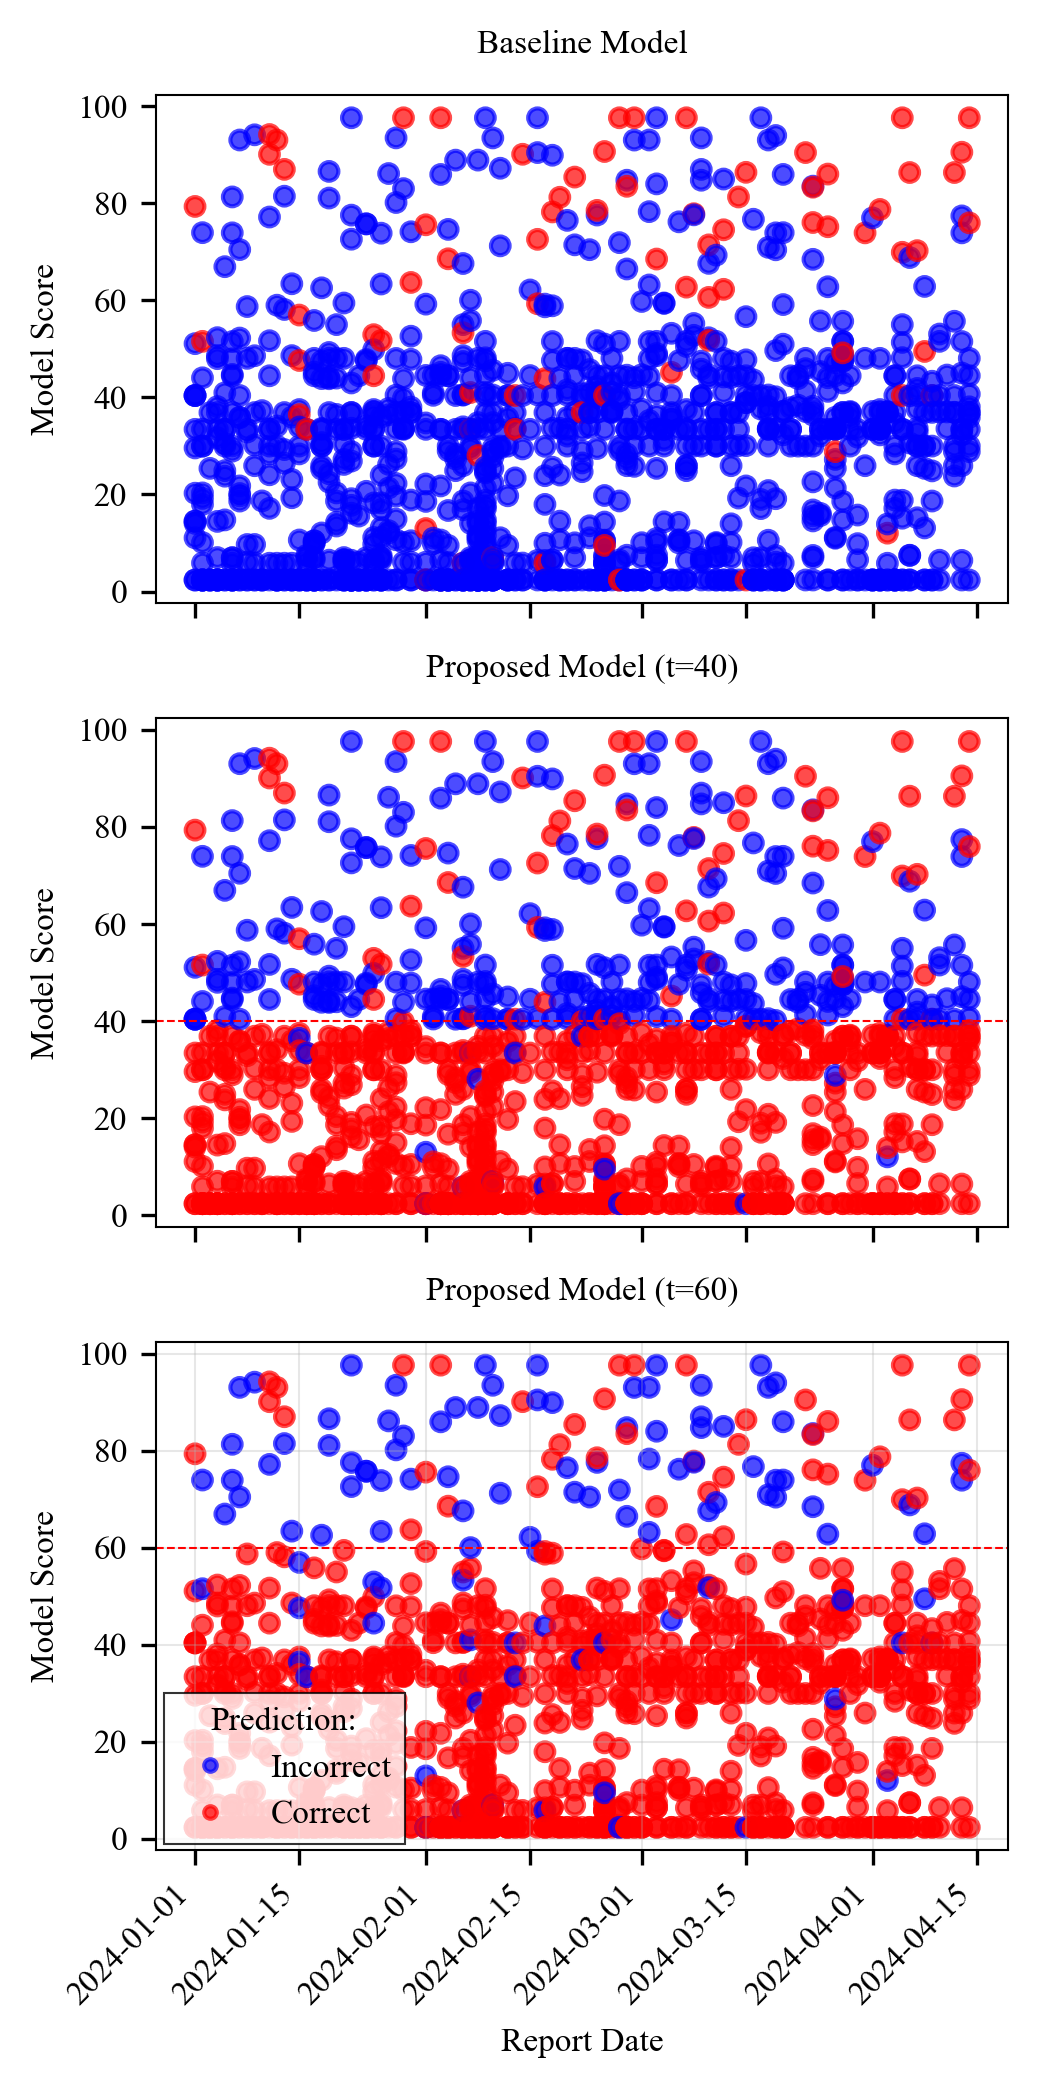 Baseline Model
100
80
60
40
20
0
Model Score
Proposed Model (t=40)
100
80
60
40
20
0
Model Score
Proposed Model (t=60)
100
80
60
40
20
0
Model Score
Prediction:
Incorrect
Correct
2024-01-01
2024-01-15
2024-02-01
2024-02-15
2024-03-01
2024-03-15
2024-04-01
2024-04-15
Report Date